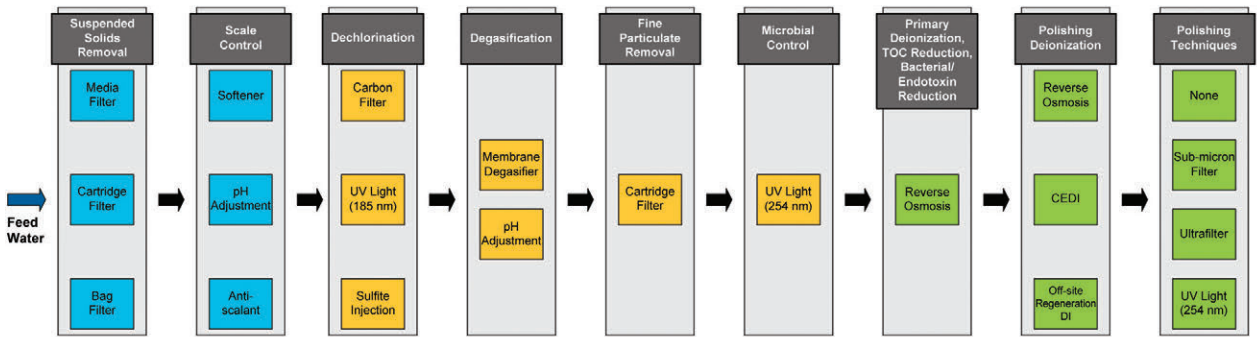 Suspended
Solids
Removal
Media
Filter
Cartridge
Filter
Bag
Filter
Feed
Water
Scale
Control
Softener
pH
Adjustment
Anti-
scalant
Dechlorination
Carbon
Filter
UV Light
(185 nm)
Sulfite
Injection
Degasification
Membrane
Degasifier
pH
Adjustment
Fine
Particulate
Removal
Cartridge
Filter
Microbial
Control
UV Light
(254 nm)
Primary
Deionization,
TOC Reduction,
Bacterial/
Endotoxin
Reduction
Reverse
Osmosis
Polishing
Deionization
Reverse
Osmosis
CEDI
Off-site
Regeneration
DI
Polishing
Techniques
None
Sub-micron
Filter
Ultrafilter
UV Light
(254 nm)